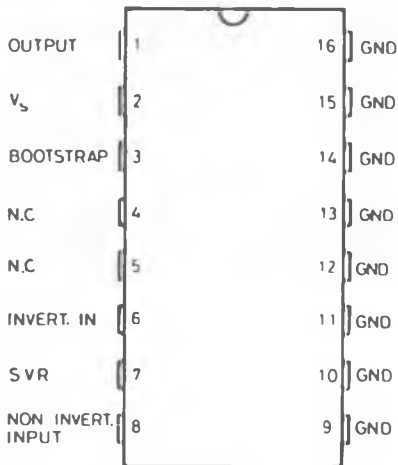 OUTPUT 1 16 GND
Vs 2 15 GND
BOOTSTRAP 3 14 GND
N.C 4 13 GND
N.C 5 12 GND
INVERT. IN 6 11 GND
SVR 7 10 GND
NON INVERT.
INPUT 8 9 GND